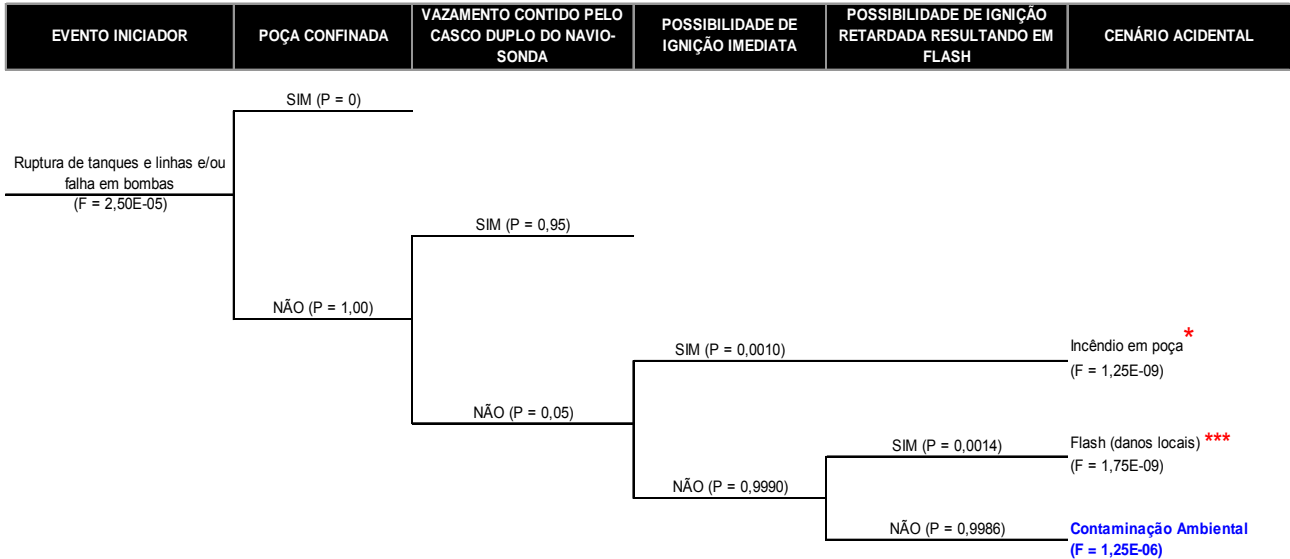 EVENTO INICIADOR
POÇA CONFINADA
VAZAMENTO CONTIDO PELO
CASCO DUPLO DO NAVIO-
SONDA
POSSIBILIDADE DE
IGNIÇÃO IMEDIATA
POSSIBILIDADE DE IGNIÇÃO
RETARDADA RESULTANDO EM
FLASH
CENÁRIO ACIDENTAL
SIM (P = 0)
Ruptura de tanques e linhas e/ou
falha em bombas
(F = 2,50E-05)
SIM (P = 0,95)
NÃO (P = 1,00)
SIM (P = 0,0010)
Incêndio em poça*
(F = 1,25E-09)
NÃO (P = 0,05)
SIM (P = 0,0014)
Flash (danos locais) ***
(F = 1,75E-09)
NÃO (P = 0,9990)
NÃO (P = 0,9986)
Contaminação Ambiental
(F = 1,25E-06)